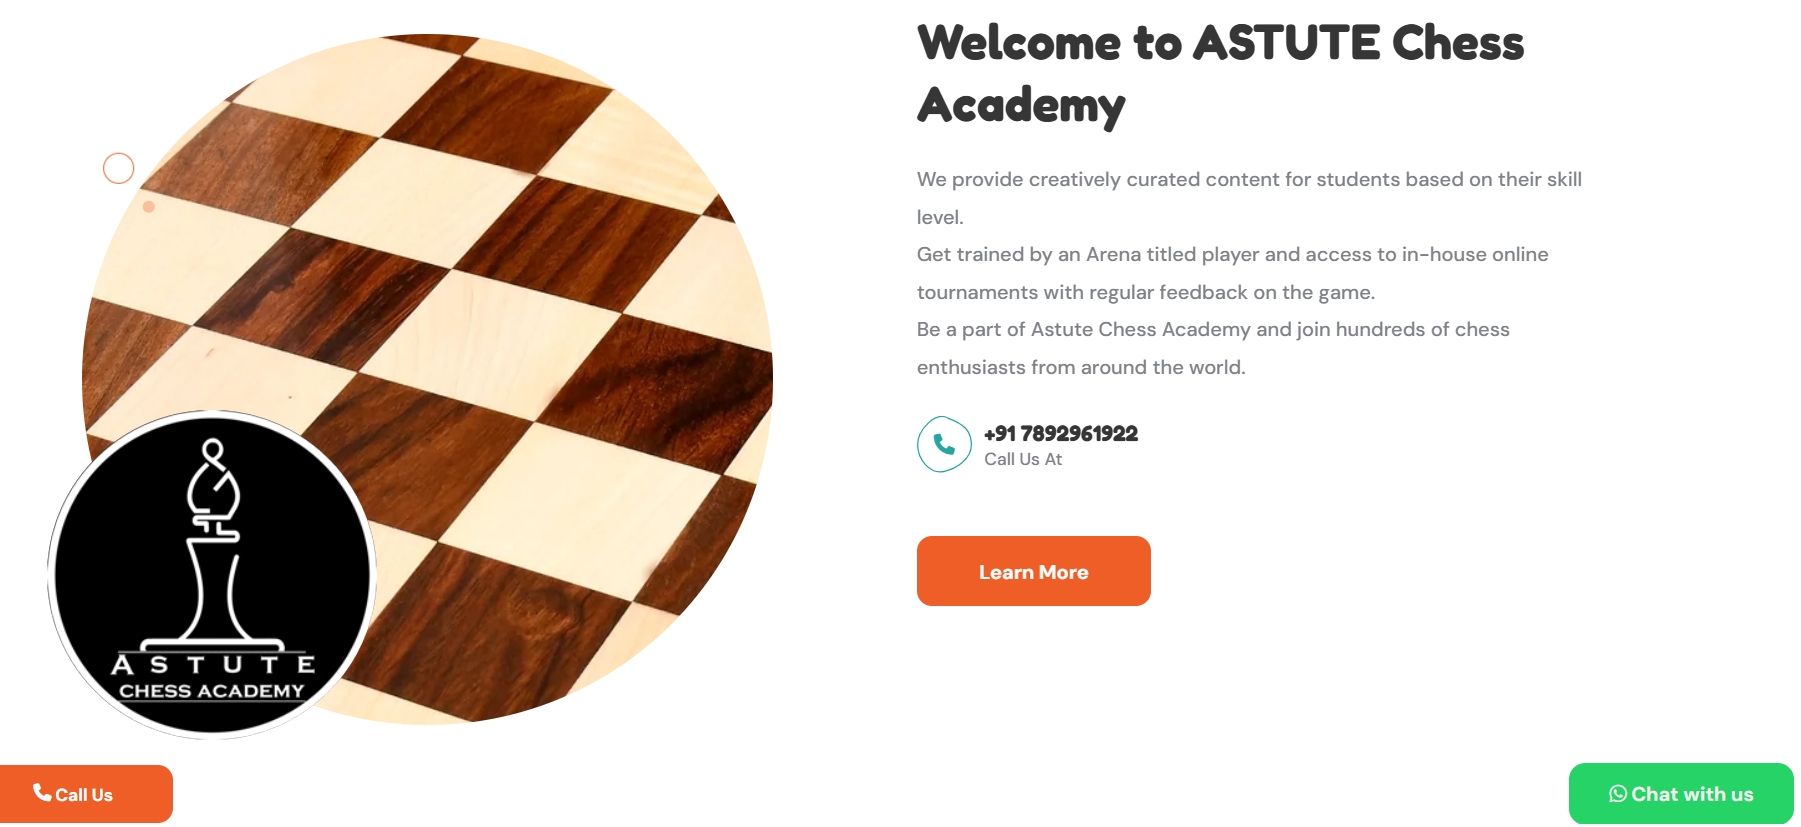 Welcome to ASTUTE Chess
Academy
We provide creatively curated content for students based on their skill
level.
Get trained by an Arena titled player and access to in-house online
tournaments with regular feedback on the game.
Be a part of Astute Chess Academy and join hundreds of chess
enthusiasts from around the world.
+91 7892961922
Call Us At
Learn More
ASTUTE
CHESS ACADEMY
Call Us
Chat with us